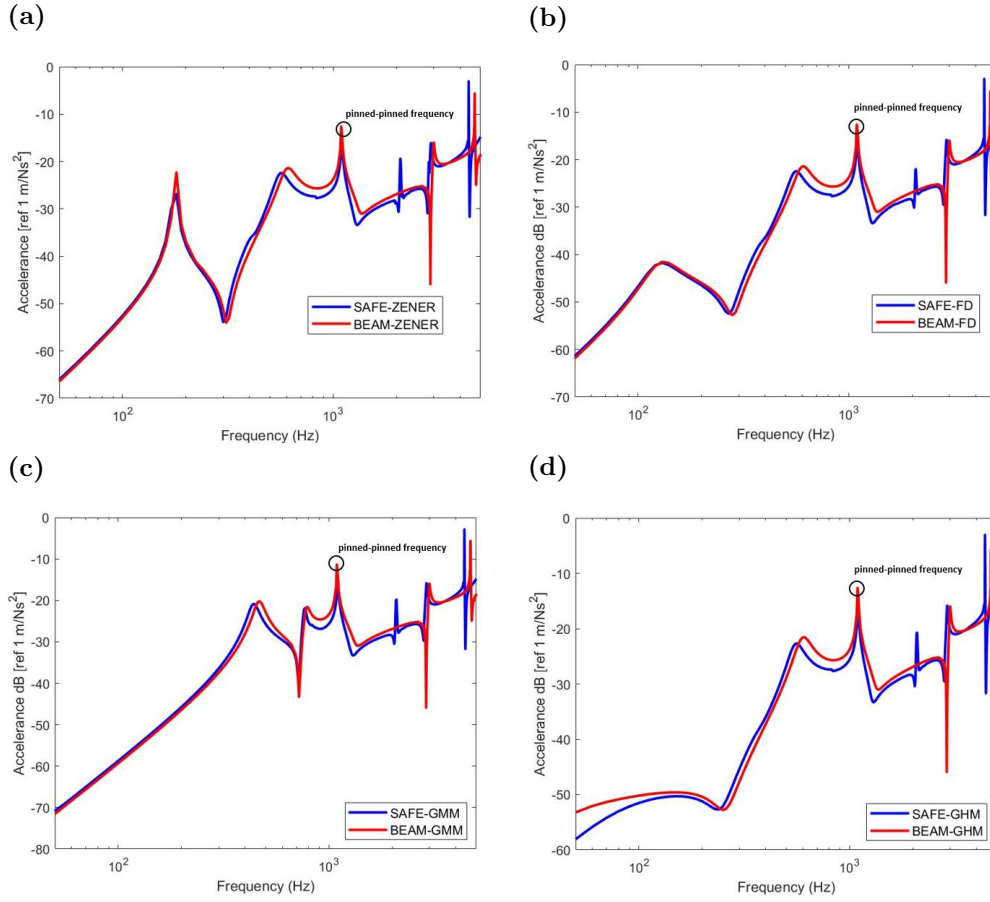 (a)
0
-10
-20
-30
-40
-50
-60
-70
Accelerance [ref 1 m/Ns²]
pinned-pinned frequency
SAFE-ZENER
BEAM-ZENER
10²
10³
Frequency (Hz)
(b)
0
-10
-20
-30
-40
-50
-60
-70
Accelerance dB [ref 1 m/Ns²]
pinned-pinned frequency
SAFE-FD
BEAM-FD
10²
10³
Frequency (Hz)
(c)
0
-10
-20
-30
-40
-50
-60
-70
-80
Accelerance dB [ref 1 m/Ns²]
pinned-pinned frequency
SAFE-GMM
BEAM-GMM
10²
10³
Frequency (Hz)
(d)
0
-10
-20
-30
-40
-50
-60
Accelerance dB [ref 1 m/Ns²]
pinned-pinned frequency
SAFE-GHM
BEAM-GHM
10²
10³
Frequency (Hz)